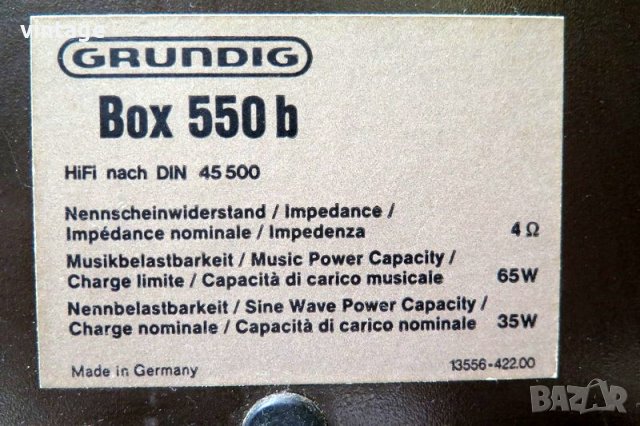 vintage
GRUNDIG
Box 550 b
HiFi nach DIN 45 500
Nennscheinwiderstand / Impedance /
Impédance nominale / Impedenza 4 Ω
Musikbelastbarkeit / Music Power Capacity /
Charge limite / Capacità di carico musicale 65W
Nennbelastbarkeit / Sine Wave Power Capacity /
Charge nominale / Capacità di carico nominale 35W
Made in Germany 13556-422.00
BAZAR